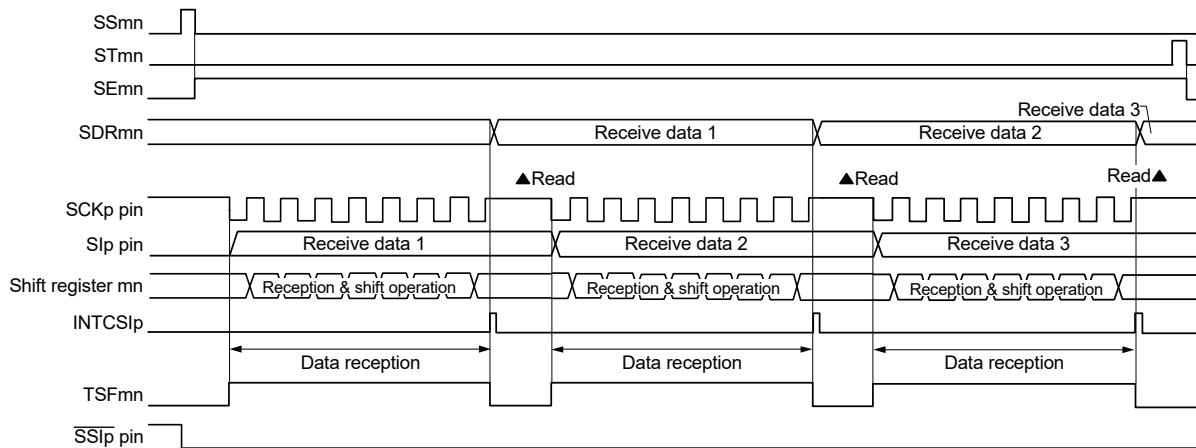 SSmn
STmn
SEmn
Receive data 3
SDRmn Receive data 1 Receive data 2
▲Read ▲Read Read▲
SCKp pin
SIp pin Receive data 1 Receive data 2 Receive data 3
Shift register mn Reception & shift operation Reception & shift operation Reception & shift operation
INTCSIp
Data reception Data reception Data reception
TSFmn
SSIp pin